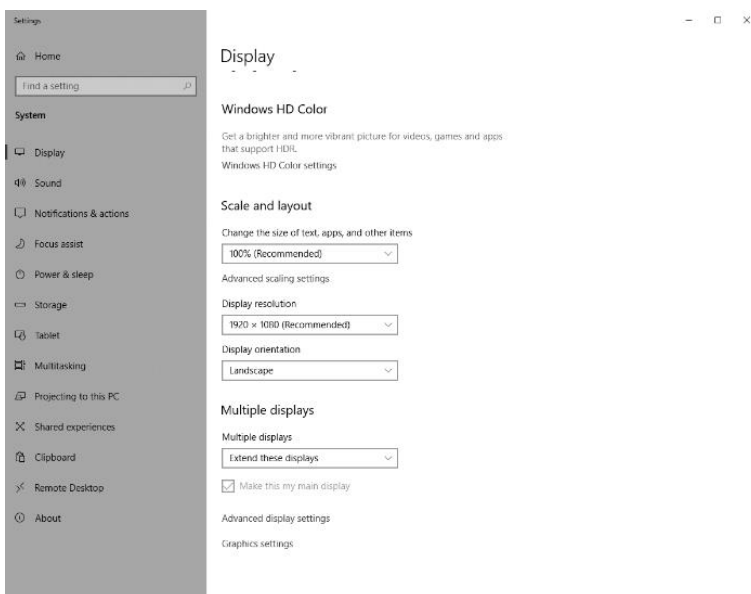 Settings
Home
Find a setting
System
Display
Sound
Notifications & actions
Focus assist
Power & sleep
Storage
Tablet
Multitasking
Projecting to this PC
Shared experiences
Clipboard
Remote Desktop
About
Display
Windows HD Color
Get a brighter and more vibrant picture for videos, games and apps
that support HDR.
Windows HD Color settings
Scale and layout
Change the size of text, apps, and other items
100% (Recommended)
Advanced scaling settings
Display resolution
1920 × 1080 (Recommended)
Display orientation
Landscape
Multiple displays
Multiple displays
Extend these displays
Make this my main display
Advanced display settings
Graphics settings